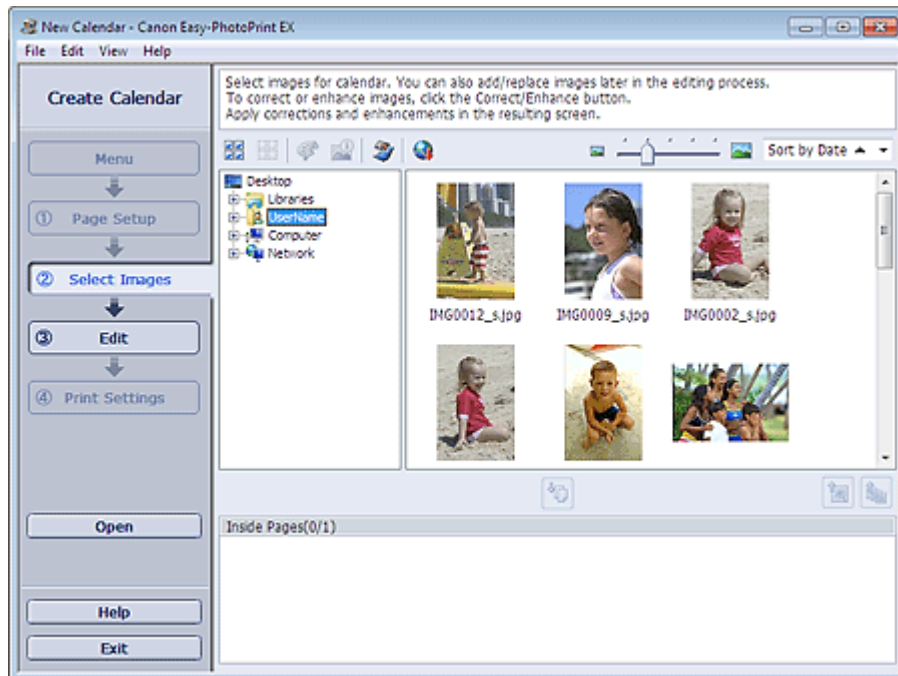 New Calendar - Canon Easy-PhotoPrint EX
File Edit View Help
Create Calendar
Select images for calendar. You can also add/replace images later in the editing process.
To correct or enhance images, click the Correct/Enhance button.
Apply corrections and enhancements in the resulting screen.
Menu
① Page Setup
② Select Images
③ Edit
④ Print Settings
Open
Help
Exit
Sort by Date
Desktop
Libraries
UserName
Computer
Network
IMG0012_s.jpg IMG0009_s.jpg IMG0002_s.jpg
Inside Pages(0/1)